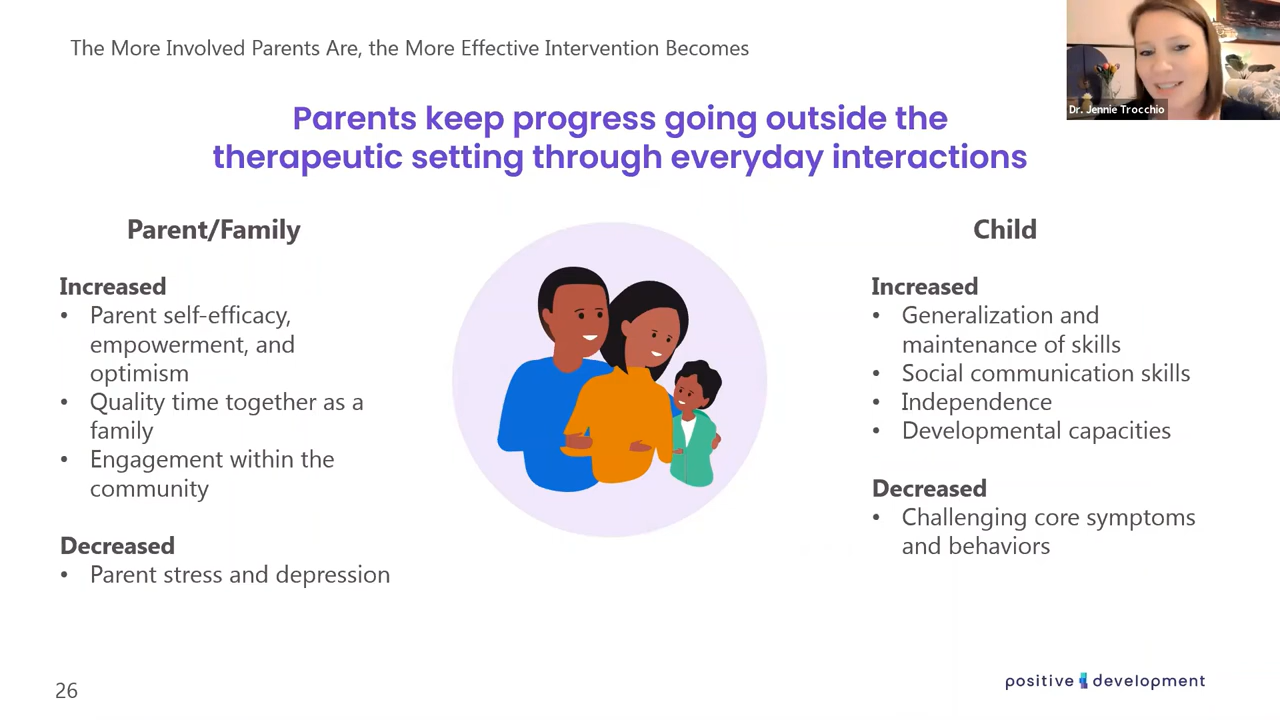 The More Involved Parents Are, the More Effective Intervention Becomes
Dr. Jennie Trocchio
Parents keep progress going outside the
therapeutic setting through everyday interactions
Parent/Family
Increased
• Parent self-efficacy,
empowerment, and
optimism
• Quality time together as a
family
• Engagement within the
community
Decreased
• Parent stress and depression
Child
Increased
• Generalization and
maintenance of skills
• Social communication skills
• Independence
• Developmental capacities
Decreased
• Challenging core symptoms
and behaviors
26
positive development